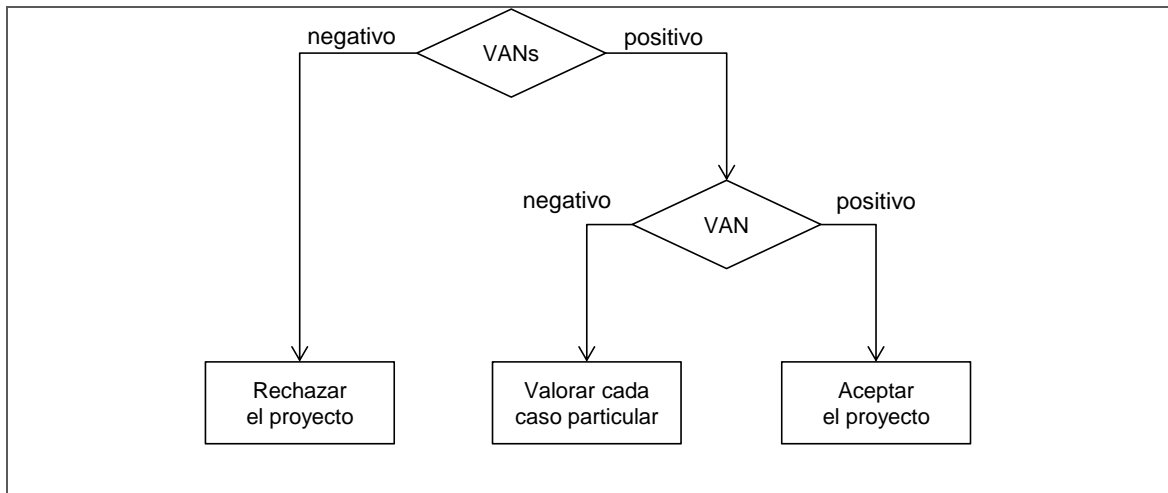 negativo
VANs
positivo
negativo
VAN
positivo
Rechazar
el proyecto
Valorar cada
caso particular
Aceptar
el proyecto